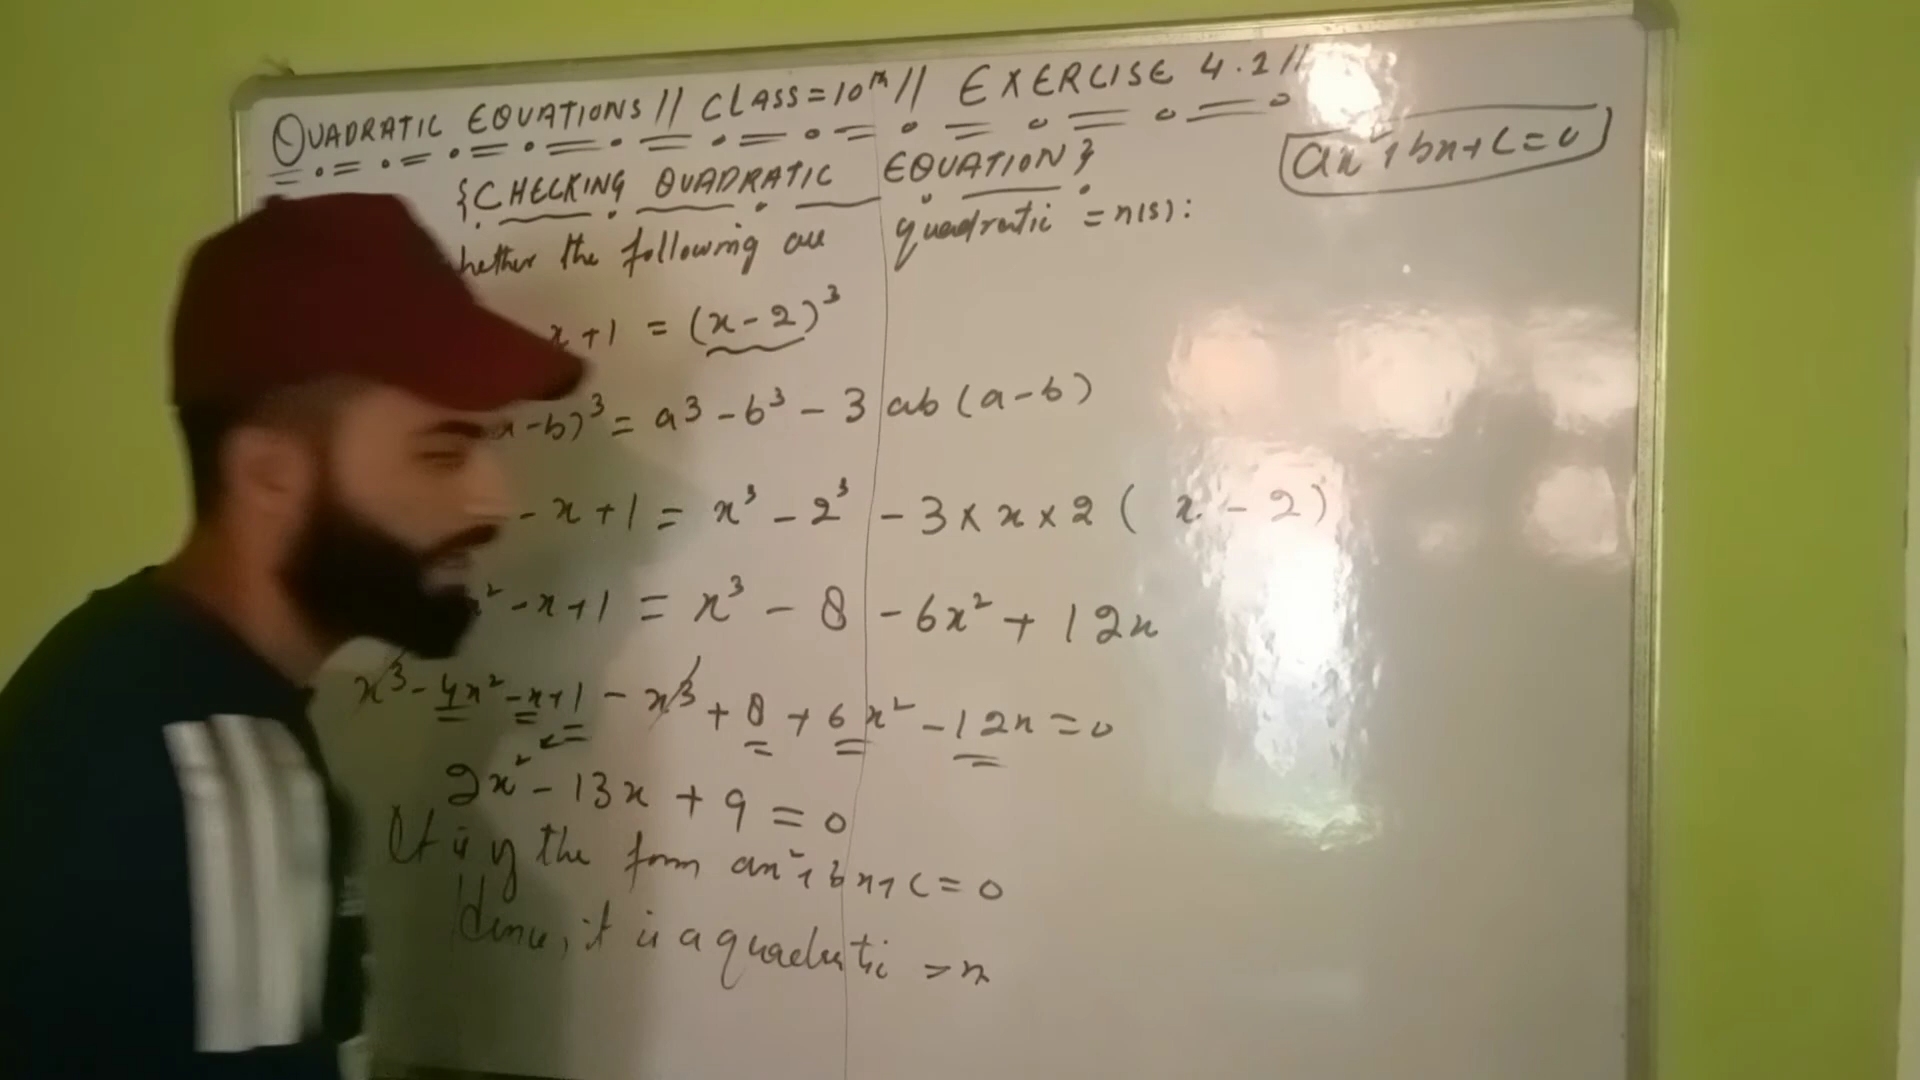 QUADRATIC EQUATIONS // CLASS=10th // EXERCISE 4.1//
ax²+bx+c=0
{CHECKING QUADRATIC EQUATION}
hether the following are quadratic =n(s):
x+1 = (x-2)³
a-b)³ = a³-b³-3ab(a-b)
-x+1 = x³-2³-3×x×2(x-2)
x²-x+1 = x³-8-6x²+12x
x³-4x²-x+1-x³+8+6x²-12x=0
2x²-13x+9=0
It is of the form ax²+bx+c=0
Hence, it is a quadratic =n